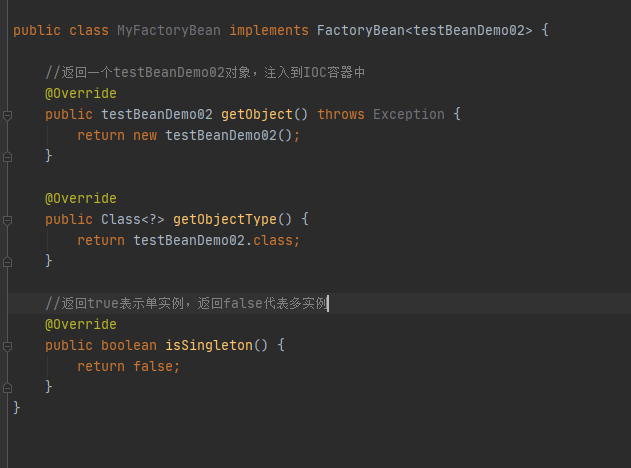 public class MyFactoryBean implements FactoryBean<testBeanDemo02> {
//返回一个testBeanDemo02对象，注入到IOC容器中
@Override
public testBeanDemo02 getObject() throws Exception {
return new testBeanDemo02();
}
@Override
public Class<?> getObjectType() {
return testBeanDemo02.class;
}
//返回true表示单实例，返回false代表多实例
@Override
public boolean isSingleton() {
return false;
}
}